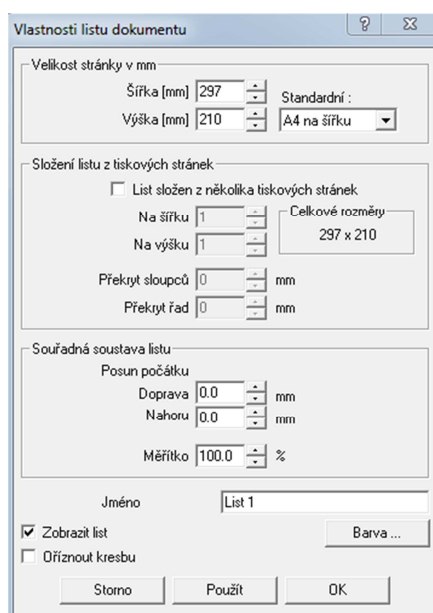 Vlastnosti listu dokumentu
Velikost stránky v mm
Šířka [mm] 297
Standardní :
Výška [mm] 210
A4 na šířku
Složení listu z tiskových stránek
List složen z několika tiskových stránek
Na šířku 1
Celkové rozměry
Na výšku 1
297 x 210
Překryt sloupců 0 mm
Překryt řad 0 mm
Souřadná soustava listu
Posun počátku
Doprava 0.0 mm
Nahoru 0.0 mm
Měřítko 100.0 %
Jméno List 1
Zobrazit list
Barva ...
Oříznout kresbu
Storno Použít OK